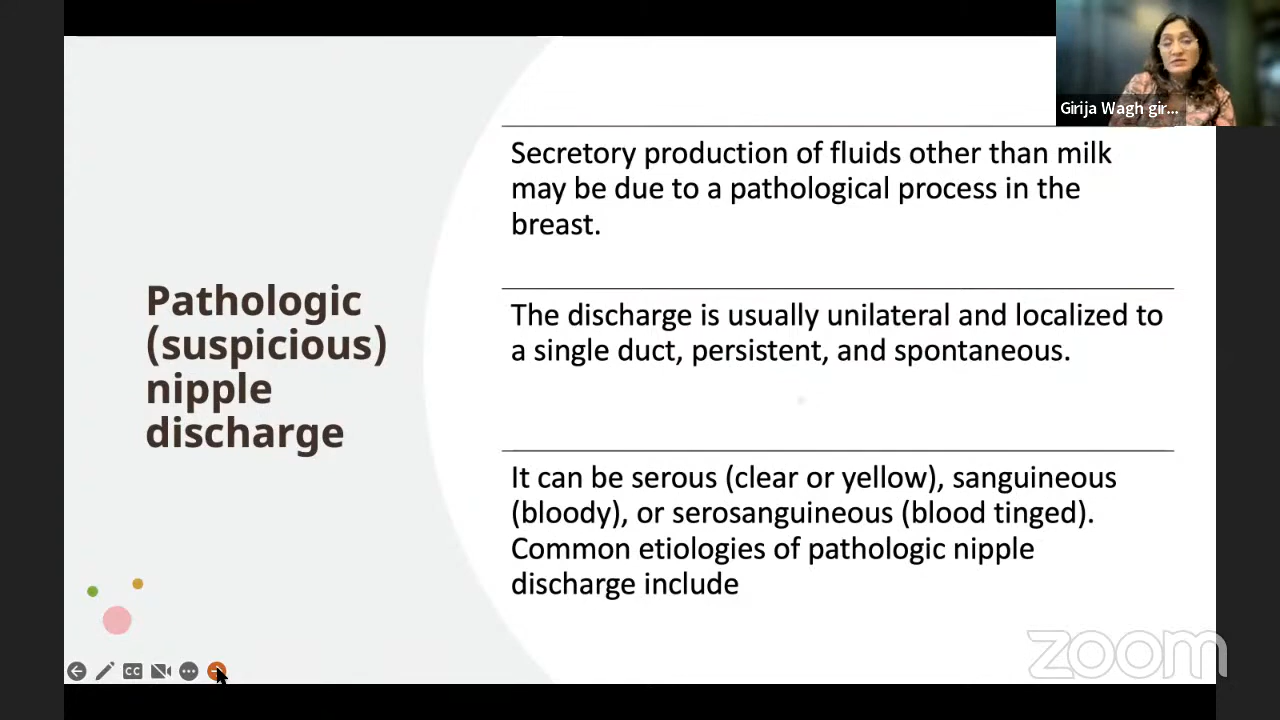 Girija Wagh gir...
Secretory production of fluids other than milk
may be due to a pathological process in the
breast.
Pathologic
(suspicious)
nipple
discharge
The discharge is usually unilateral and localized to
a single duct, persistent, and spontaneous.
It can be serous (clear or yellow), sanguineous
(bloody), or serosanguineous (blood tinged).
Common etiologies of pathologic nipple
discharge include
CC
zoom